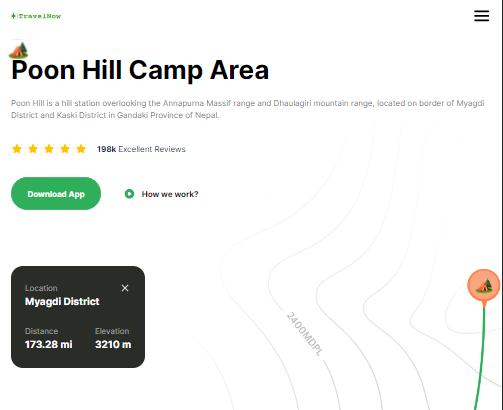 TravelNow
Poon Hill Camp Area
Poon Hill is a hill station overlooking the Annapurna Massif range and Dhaulagiri mountain range, located on border of Myagdi
District and Kaski District in Gandaki Province of Nepal.
198k Excellent Reviews
Download App
How we work?
Location
Myagdi District
Distance
Elevation
173.28 mi
3210 m
2400MDPL